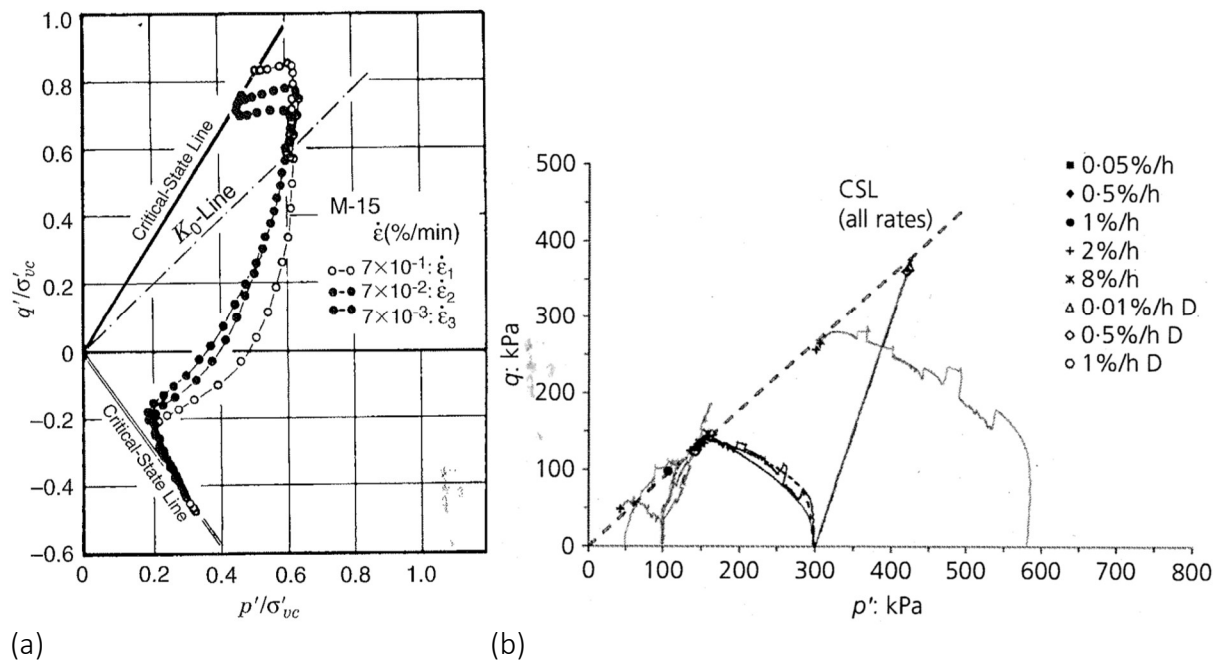 1.0
0.8
0.6
0.4
0.2
0
−0.2
−0.4
−0.6
q′/σ′vc
Critical-State Line
K₀-Line
M-15
ε̇(%/min)
7×10⁻¹: ε̇₁
7×10⁻²: ε̇₂
7×10⁻³: ε̇₃
Critical-State Line
0 0.2 0.4 0.6 0.8 1.0
p′/σ′vc
(a)
500
400
300
200
100
0
q: kPa
CSL
(all rates)
0·05%/h
0·5%/h
1%/h
2%/h
8%/h
0·01%/h D
0·5%/h D
1%/h D
0 100 200 300 400 500 600 700 800
p′: kPa
(b)